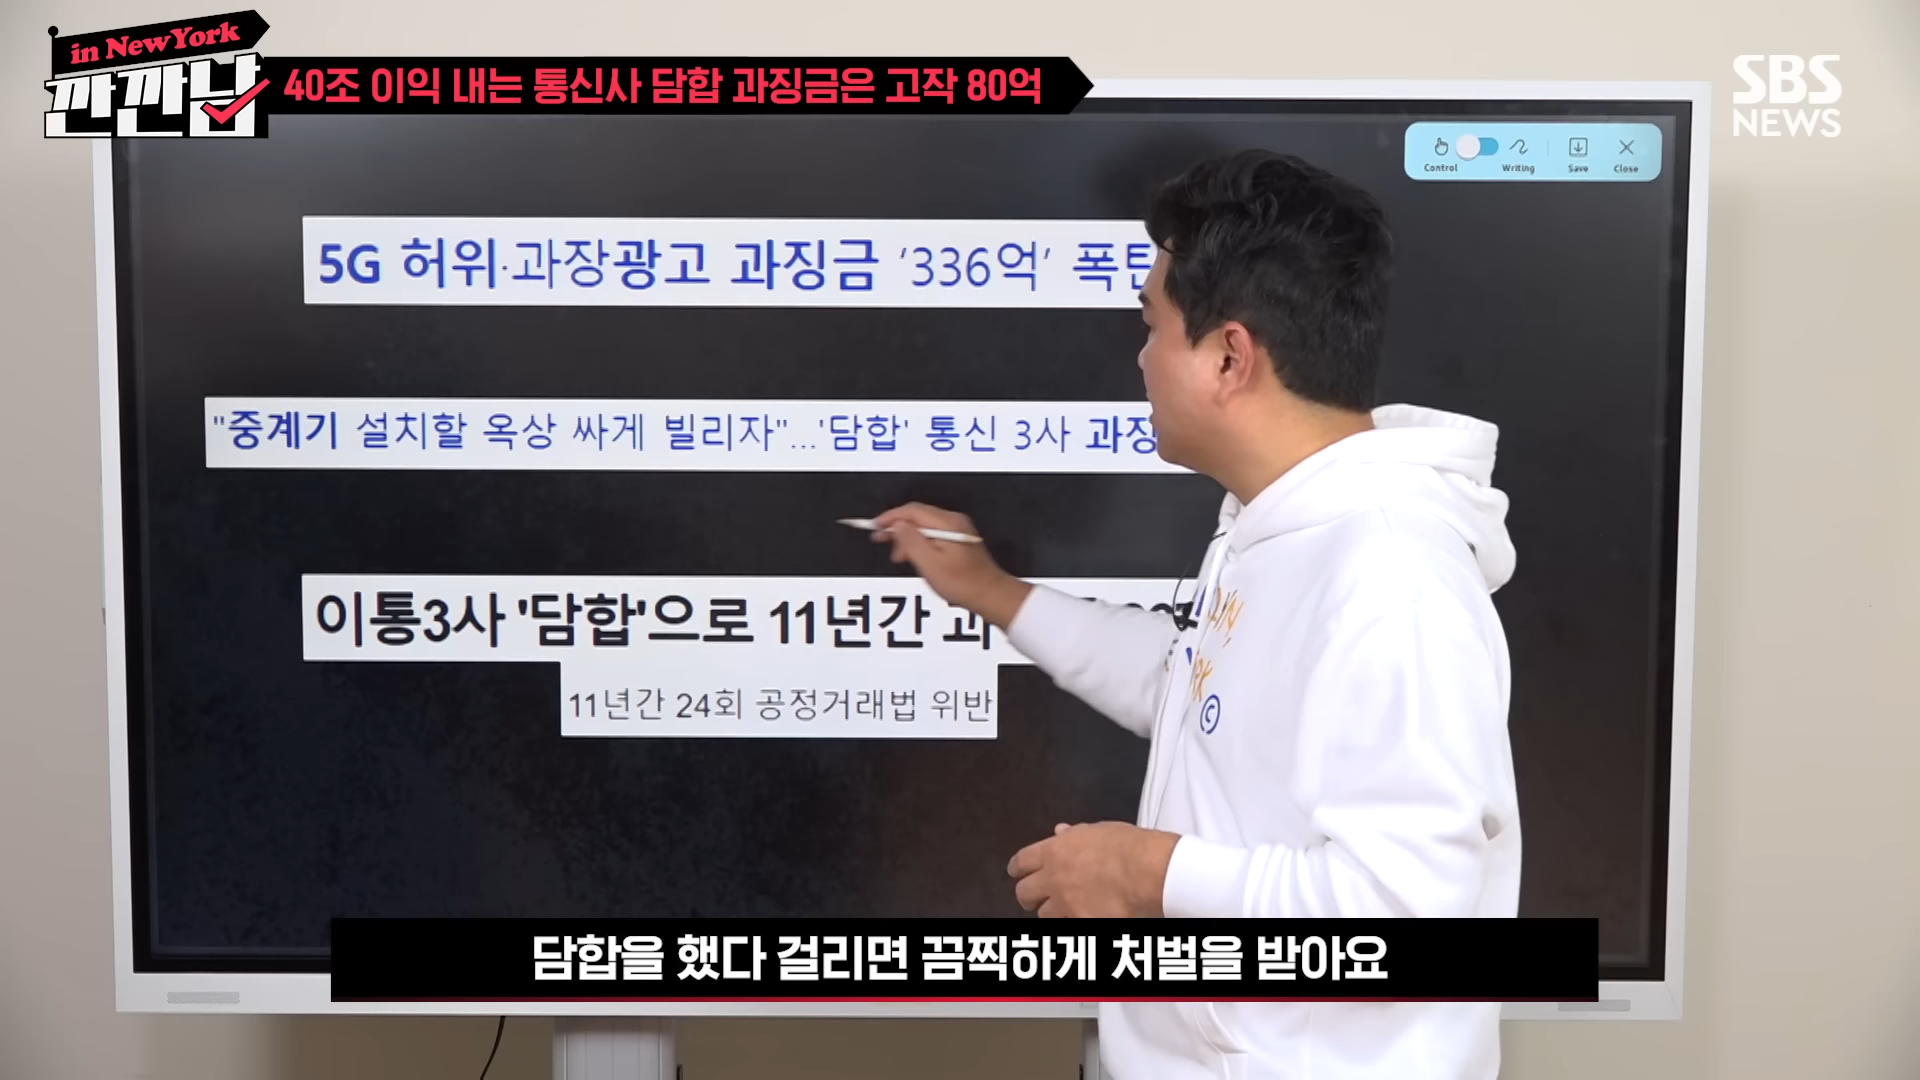 in NewYork
깐깐남
40조 이익 내는 통신사 담합 과징금은 고작 80억
SBS
NEWS
Control
Writing
Save
Close
5G 허위·과장광고 과징금 '336억'
"중계기 설치할 옥상 싸게 빌리자"...'담합' 통신 3사
이통3사 '담합'으로 11년간
11년간 24회 공정거래법 위반
©
담합을 했다 걸리면 끔찍하게 처벌을 받아요